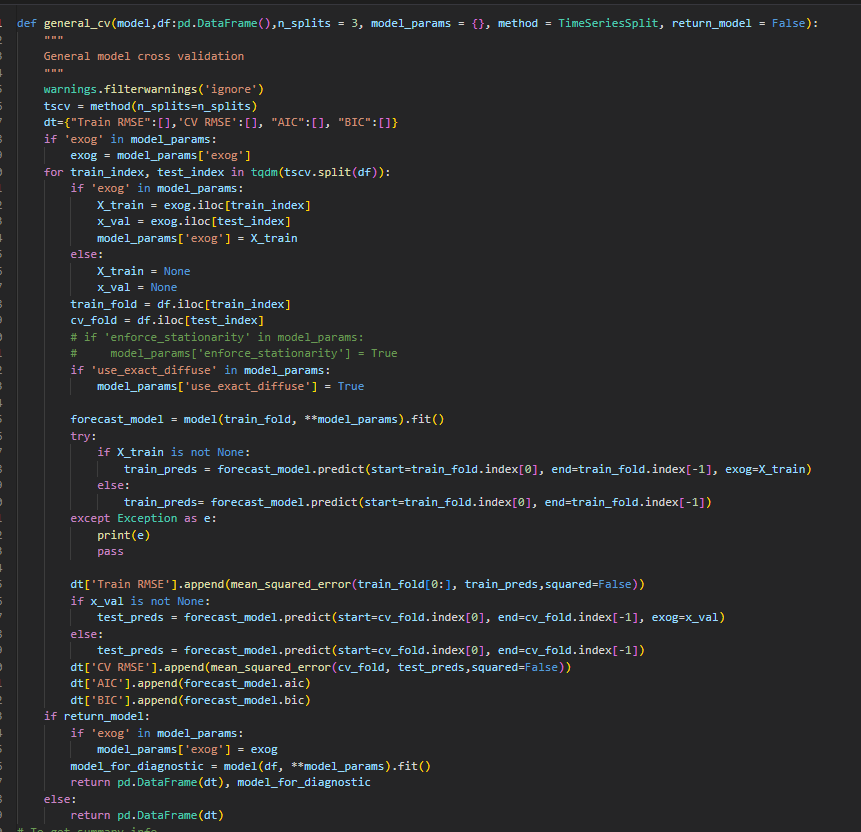 def general_cv(model,df:pd.DataFrame(),n_splits = 3, model_params = {}, method = TimeSeriesSplit, return_model = False):
    """
    General model cross validation
    """
    warnings.filterwarnings('ignore')
    tscv = method(n_splits=n_splits)
    dt={"Train RMSE":[],'CV RMSE':[], "AIC":[], "BIC":[]}
    if 'exog' in model_params:
        exog = model_params['exog']
    for train_index, test_index in tqdm(tscv.split(df)):
        if 'exog' in model_params:
            X_train = exog.iloc[train_index]
            x_val = exog.iloc[test_index]
            model_params['exog'] = X_train
        else:
            X_train = None
            x_val = None
        train_fold = df.iloc[train_index]
        cv_fold = df.iloc[test_index]
        # if 'enforce_stationarity' in model_params:
        #     model_params['enforce_stationarity'] = True
        if 'use_exact_diffuse' in model_params:
            model_params['use_exact_diffuse'] = True

        forecast_model = model(train_fold, **model_params).fit()
        try:
            if X_train is not None:
                train_preds = forecast_model.predict(start=train_fold.index[0], end=train_fold.index[-1], exog=X_train)
            else:
                train_preds= forecast_model.predict(start=train_fold.index[0], end=train_fold.index[-1])
        except Exception as e:
            print(e)
            pass

        dt['Train RMSE'].append(mean_squared_error(train_fold[0:], train_preds,squared=False))
        if x_val is not None:
            test_preds = forecast_model.predict(start=cv_fold.index[0], end=cv_fold.index[-1], exog=x_val)
        else:
            test_preds = forecast_model.predict(start=cv_fold.index[0], end=cv_fold.index[-1])
        dt['CV RMSE'].append(mean_squared_error(cv_fold, test_preds,squared=False))
        dt['AIC'].append(forecast_model.aic)
        dt['BIC'].append(forecast_model.bic)
    if return_model:
        if 'exog' in model_params:
            model_params['exog'] = exog
        model_for_diagnostic = model(df, **model_params).fit()
        return pd.DataFrame(dt), model_for_diagnostic
    else:
        return pd.DataFrame(dt)
# To get summary info